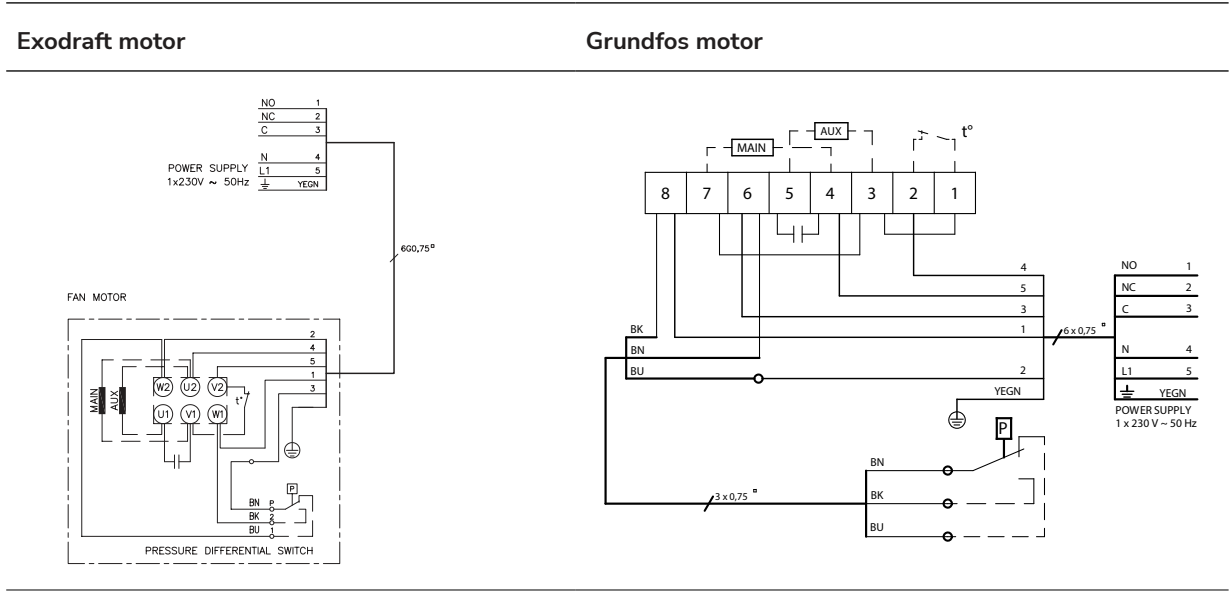 Exodraft motor
Grundfos motor
NO 1
NC 2
C 3
N 4
POWER SUPPLY L1 5
1x230V ~ 50Hz YEGN
6G0,75
FAN MOTOR
2
4
5
1
3
MAIN
AUX
W2 U2 V2
t°
U1 V1 W1
P
BN P
BK 2
BU 1
PRESSURE DIFFERENTIAL SWITCH
AUX
t°
MAIN
8 7 6 5 4 3 2 1
4
5
3
1
2
YEGN
BK
BN
BU
6 x 0,75
NO 1
NC 2
C 3
N 4
L1 5
YEGN
POWER SUPPLY
1 x 230 V ~ 50 Hz
P
BN
BK
BU
3 x 0,75